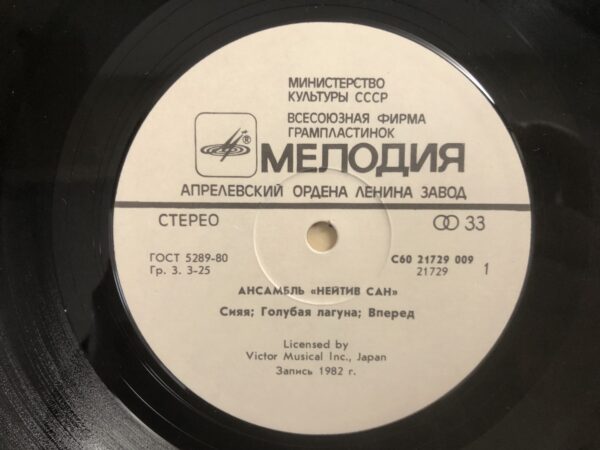 МИНИСТЕРСТВО
КУЛЬТУРЫ СССР
ВСЕСОЮЗНАЯ ФИРМА
ГРАМПЛАСТИНОК
®
МЕЛОДИЯ
АПРЕЛЕВСКИЙ ОРДЕНА ЛЕНИНА ЗАВОД
СТЕРЕО
33
ГОСТ 5289-80
Гр. 3. 3-25
С60 21729 009
21729
1
АНСАМБЛЬ «НЕЙТИВ САН»
Сияя; Голубая лагуна; Вперед
Licensed by
Victor Musical Inc., Japan
Запись 1982 г.